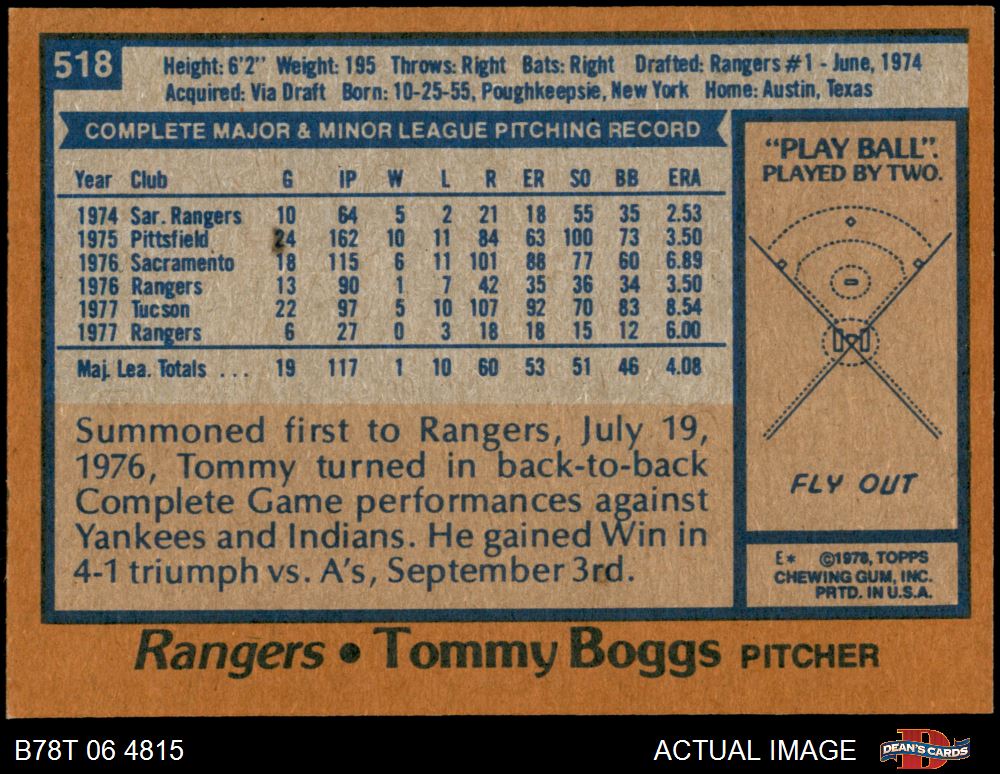 518
Height: 6'2" Weight: 195 Throws: Right Bats: Right Drafted: Rangers #1 - June, 1974
Acquired: Via Draft Born: 10-25-55, Poughkeepsie, New York Home: Austin, Texas
COMPLETE MAJOR & MINOR LEAGUE PITCHING RECORD
Year Club G IP W L R ER SO BB ERA
1974 Sar. Rangers 10 64 5 2 21 18 55 35 2.53
1975 Pittsfield 24 162 10 11 84 63 100 73 3.50
1976 Sacramento 18 115 6 11 101 88 77 60 6.89
1976 Rangers 13 90 1 7 42 35 36 34 3.50
1977 Tucson 22 97 5 10 107 92 70 83 8.54
1977 Rangers 6 27 0 3 18 18 15 12 6.00
Maj. Lea. Totals ... 19 117 1 10 60 53 51 46 4.08
Summoned first to Rangers, July 19,
1976, Tommy turned in back-to-back
Complete Game performances against
Yankees and Indians. He gained Win in
4-1 triumph vs. A's, September 3rd.
"PLAY BALL".
PLAYED BY TWO.
FLY OUT
E* ©1978, TOPPS
CHEWING GUM, INC.
PRTD. IN U.S.A.
Rangers • Tommy Boggs PITCHER
B78T 06 4815
ACTUAL IMAGE
DEAN'S CARDS